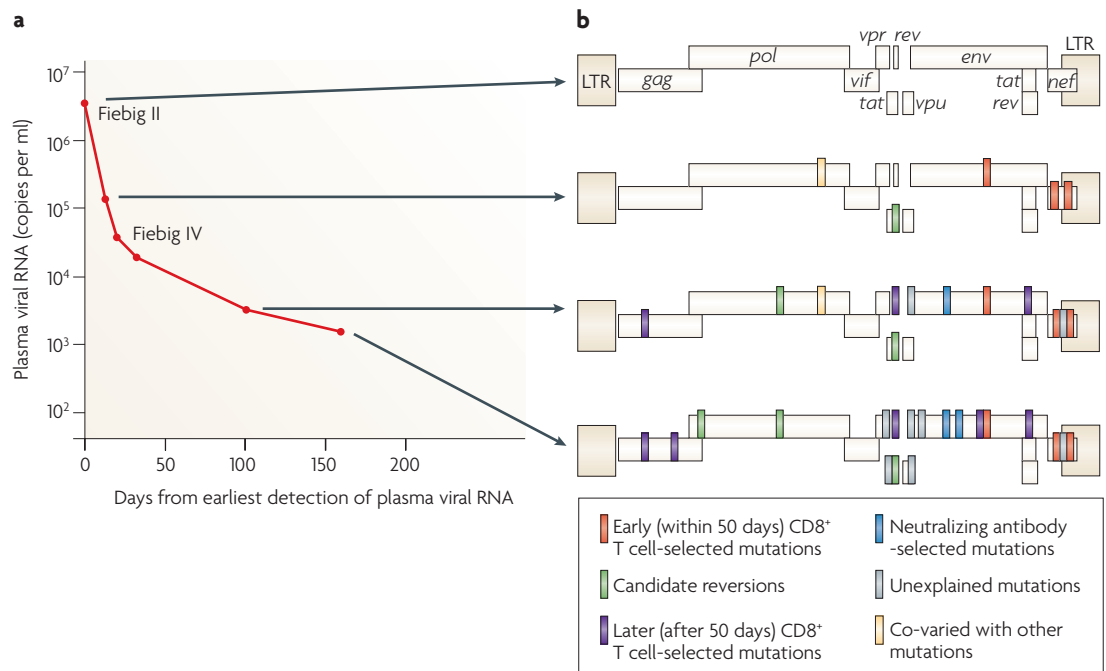 a
Plasma viral RNA (copies per ml)
10⁷
10⁶
10⁵
10⁴
10³
10²
Fiebig II
Fiebig IV
0 50 100 150 200
Days from earliest detection of plasma viral RNA
b
LTR
gag
pol
vif
vpr
rev
tat
vpu
env
tat
rev
nef
LTR
Early (within 50 days) CD8⁺
T cell-selected mutations
Candidate reversions
Later (after 50 days) CD8⁺
T cell-selected mutations
Neutralizing antibody
-selected mutations
Unexplained mutations
Co-varied with other
mutations